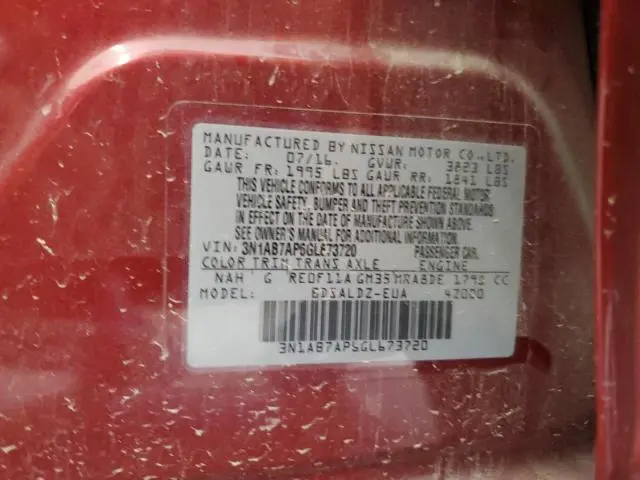 MANUFACTURED BY NISSAN MOTOR CO.,LTD.
DATE: 07/16. GVWR: 3823 LBS
GAWR FR: 1995 LBS GAWR RR: 1841 LBS
THIS VEHICLE CONFORMS TO ALL APPLICABLE FEDERAL MOTOR
VEHICLE SAFETY, BUMPER AND THEFT PREVENTION STANDARDS
IN EFFECT ON THE DATE OF MANUFACTURE SHOWN ABOVE.
SEE OWNER'S MANUAL FOR ADDITIONAL INFORMATION.
VIN: 3N1AB7AP6GL673720 PASSENGER CAR.
COLOR TRIM TRANS AXLE ENGINE
NAH G RE0F11A GM35 MRA8DE 1798 CC
MODEL: 42000
3N1AB7AP6GL673720